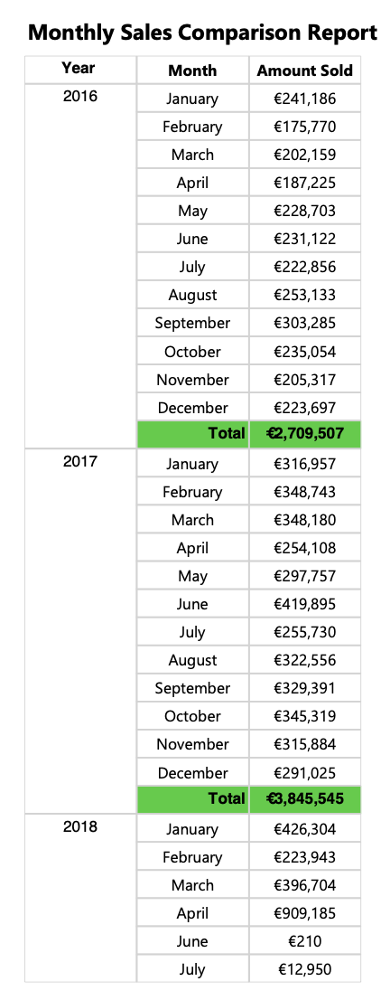 Monthly Sales Comparison Report
Year Month Amount Sold
2016 January €241,186
February €175,770
March €202,159
April €187,225
May €228,703
June €231,122
July €222,856
August €253,133
September €303,285
October €235,054
November €205,317
December €223,697
Total €2,709,507
2017 January €316,957
February €348,743
March €348,180
April €254,108
May €297,757
June €419,895
July €255,730
August €322,556
September €329,391
October €345,319
November €315,884
December €291,025
Total €3,845,545
2018 January €426,304
February €223,943
March €396,704
April €909,185
June €210
July €12,950